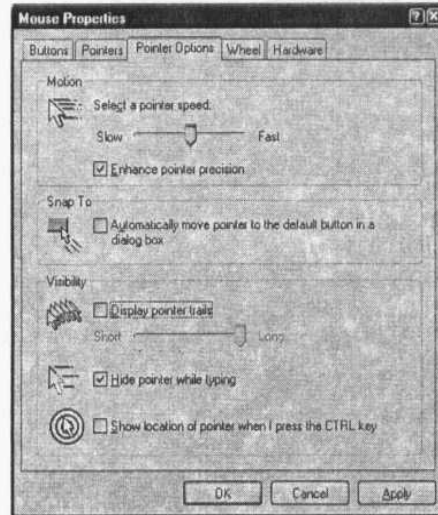 Mouse Properties
Buttons Pointers Pointer Options Wheel Hardware
Motion
Select a pointer speed:
Slow Fast
Enhance pointer precision
Snap To
Automatically move pointer to the default button in a
dialog box
Visibility
Display pointer trails
Short Long
Hide pointer while typing
Show location of pointer when I press the CTRL key
OK Cancel Apply